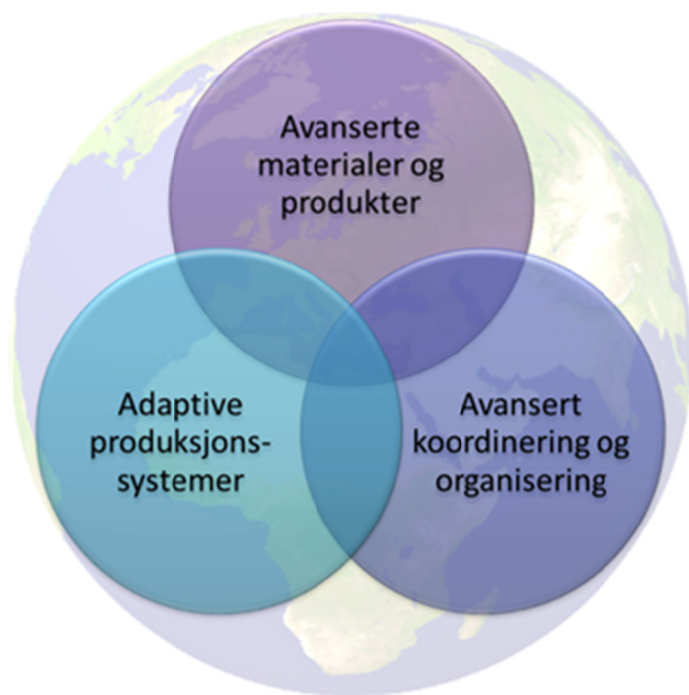 Avanserte
materialer og
produkter
Adaptive
produksjons-
systemer
Avansert
koordinering og
organisering